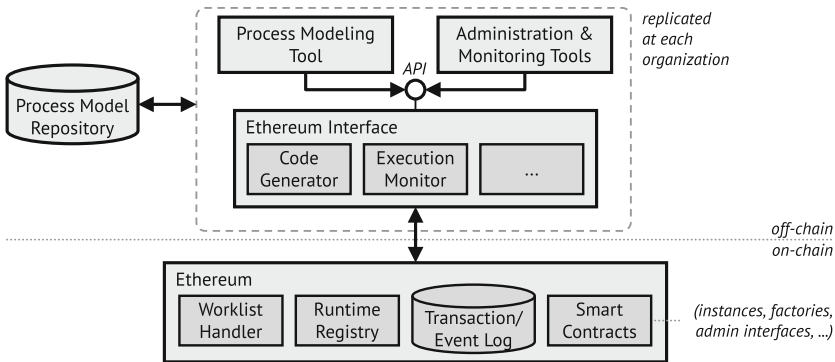 Process Modeling
Tool
Administration &
Monitoring Tools
replicated
at each
organization
API
Process Model
Repository
Ethereum Interface
Code
Generator
Execution
Monitor
...
off-chain
on-chain
Ethereum
Worklist
Handler
Runtime
Registry
Transaction/
Event Log
Smart
Contracts
(instances, factories,
admin interfaces, ...)